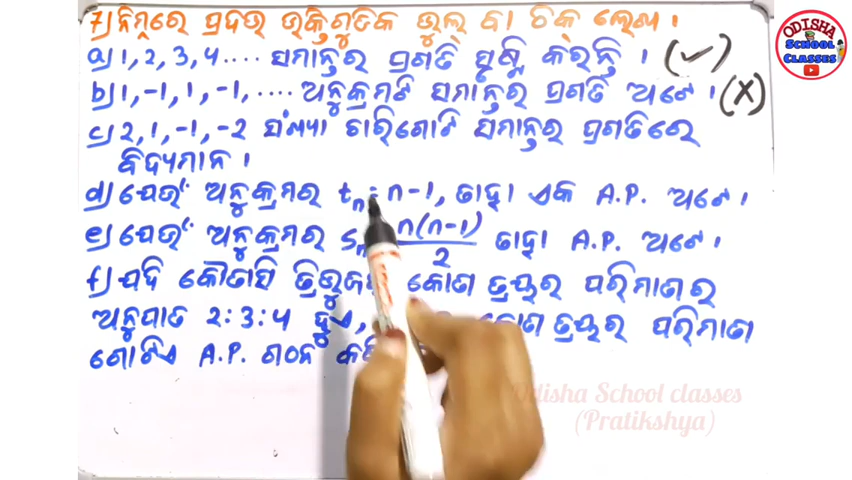 7) ନିମ୍ନରେ ପ୍ରଦତ୍ତ ଉକ୍ତିଗୁଡିକ ଭୁଲ୍ ବା ଠିକ୍ ଲେଖ ।
a) 1, 2, 3, 4 .... ସମାନ୍ତର ପ୍ରଗତି ସୃଷ୍ଟି କରନ୍ତି । (✓)
b) 1, -1, 1, -1, .... ଅନୁକ୍ରମଟି ସମାନ୍ତର ପ୍ରଗତି ଅଟେ । (X)
c) 2, 1, -1, -2 ସଂଖ୍ୟା ଚାରିଗୋଟି ସମାନ୍ତର ପ୍ରଗତିରେ
ବିଦ୍ୟମାନ ।
d) ଯେଉଁ ଅନୁକ୍ରମର tn = n-1, ତାହା ଏକ A.P. ଅଟେ ।
e) ଯେଉଁ ଅନୁକ୍ରମର Sn n(n-1)/2 ତାହା A.P. ଅଟେ ।
f) ଯଦି କୌଣସି କୋଣ ତ୍ରୟର ପରିମାଣର
ଅନୁପାତ 2:3:4 ହୁଏ, କୋଣ ତ୍ରୟର ପରିମାଣ
ଗୋଟିଏ A.P. ଗଠନ
ODISHA
School
CLASSES
Odisha School classes
(Pratikshya)